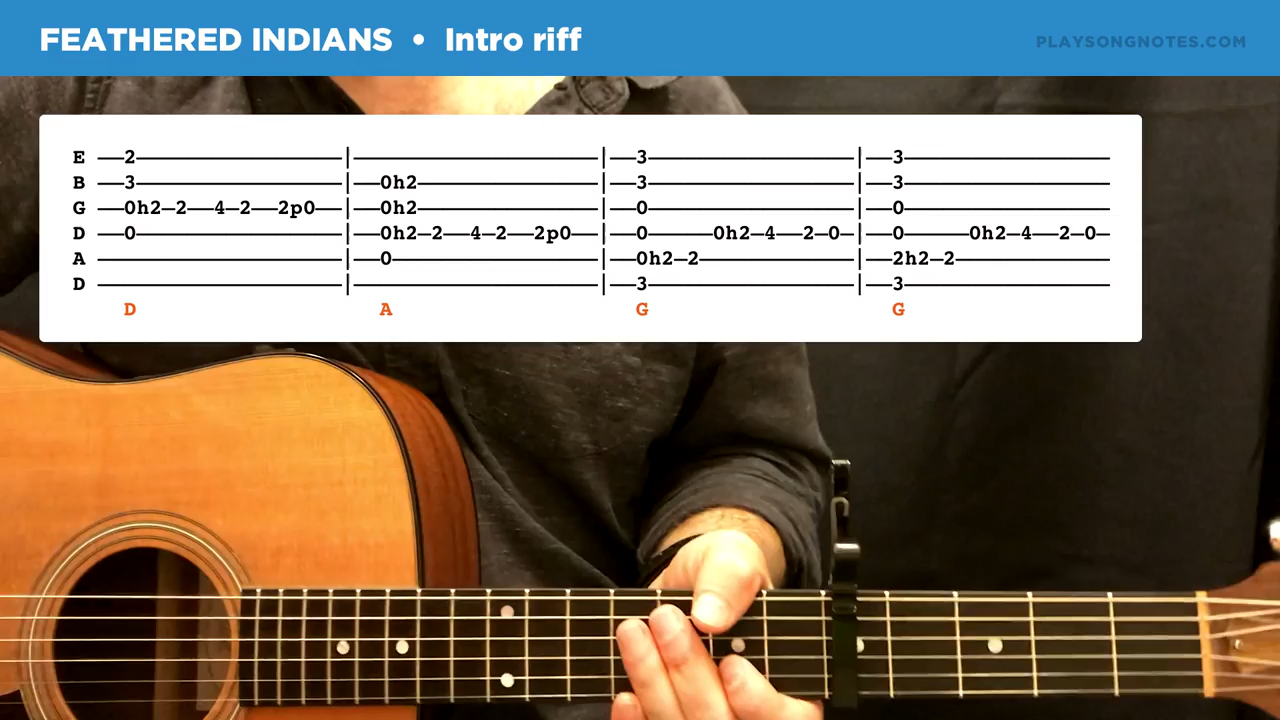 FEATHERED INDIANS • Intro riff
PLAYSONGNOTES.COM
E ——2————————————————|————————————————|——3————————————————|——3————————————————
B ——3————————————————|——0h2———————————|——3————————————————|——3————————————————
G ——0h2—2——4—2——2p0——|——0h2———————————|——0————————————————|——0————————————————
D ——0————————————————|——0h2—2——4—2——2p0——|——0—————0h2—4——2—0—|——0—————0h2—4——2—0—
A ———————————————————|——0—————————————|——0h2—2————————————|——2h2—2————————————
D ———————————————————|————————————————|——3————————————————|——3————————————————
D A G G